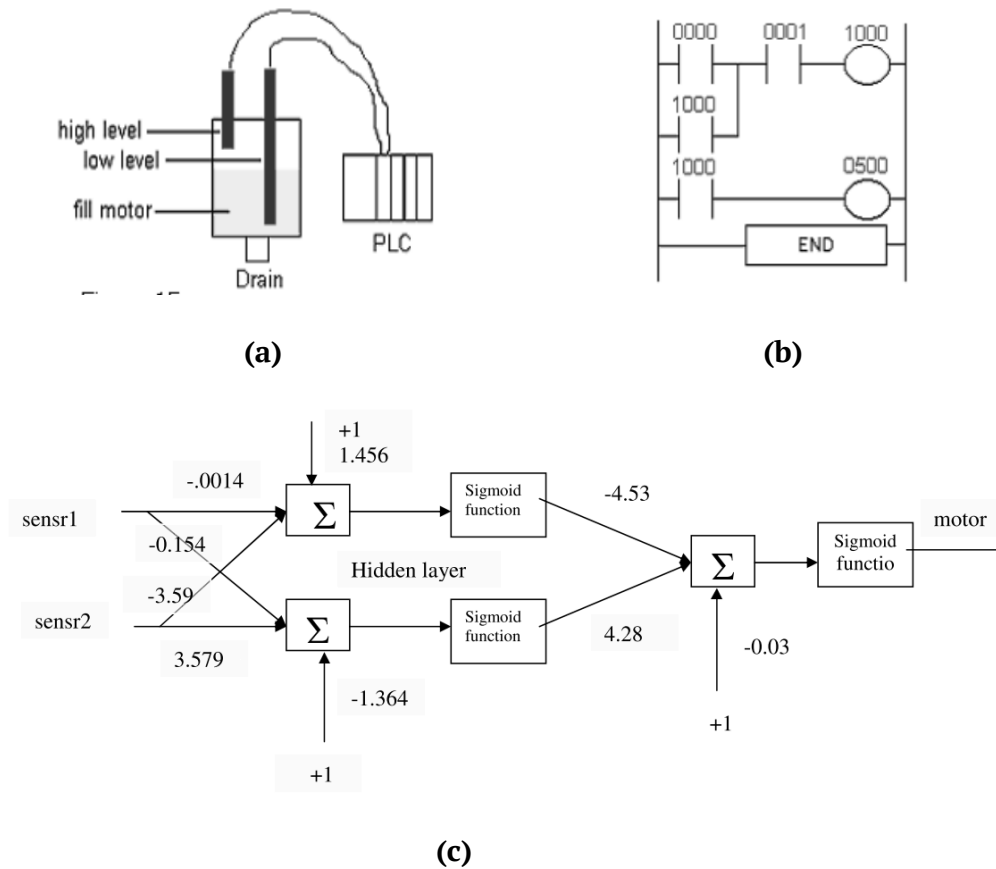 high level
low level
fill motor
PLC
Drain
(a)
0000 0001 1000
1000
1000 0500
END
(b)
+1
1.456
-.0014
Sigmoid
function
-4.53
sensr1
Σ
motor
-0.154
Sigmoid
functio
Hidden layer
Σ
-3.59
sensr2
Σ
Sigmoid
function
4.28
3.579
-0.03
-1.364
+1
+1
(c)